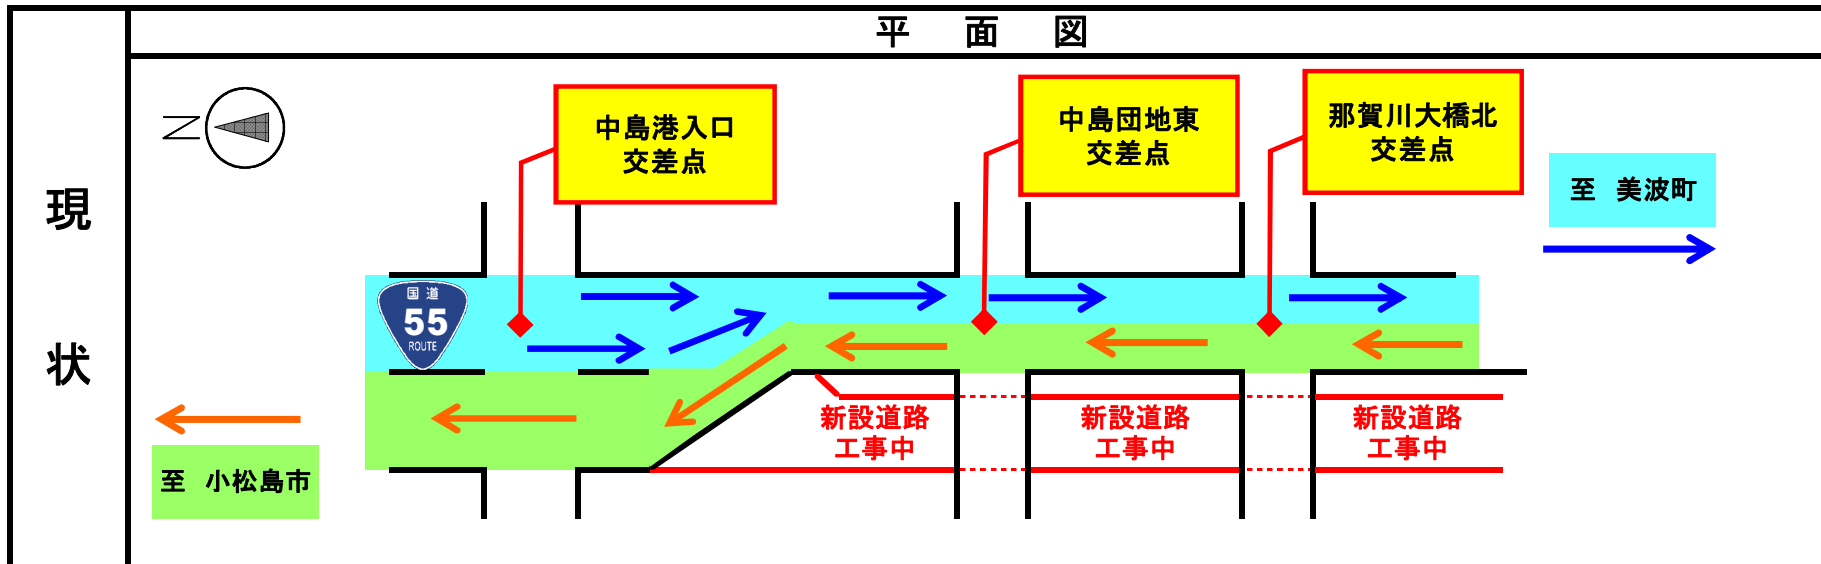 平面図
現状
N
中島港入口
交差点
中島団地東
交差点
那賀川大橋北
交差点
至 美波町
国道
55
ROUTE
新設道路
工事中
新設道路
工事中
新設道路
工事中
至 小松島市